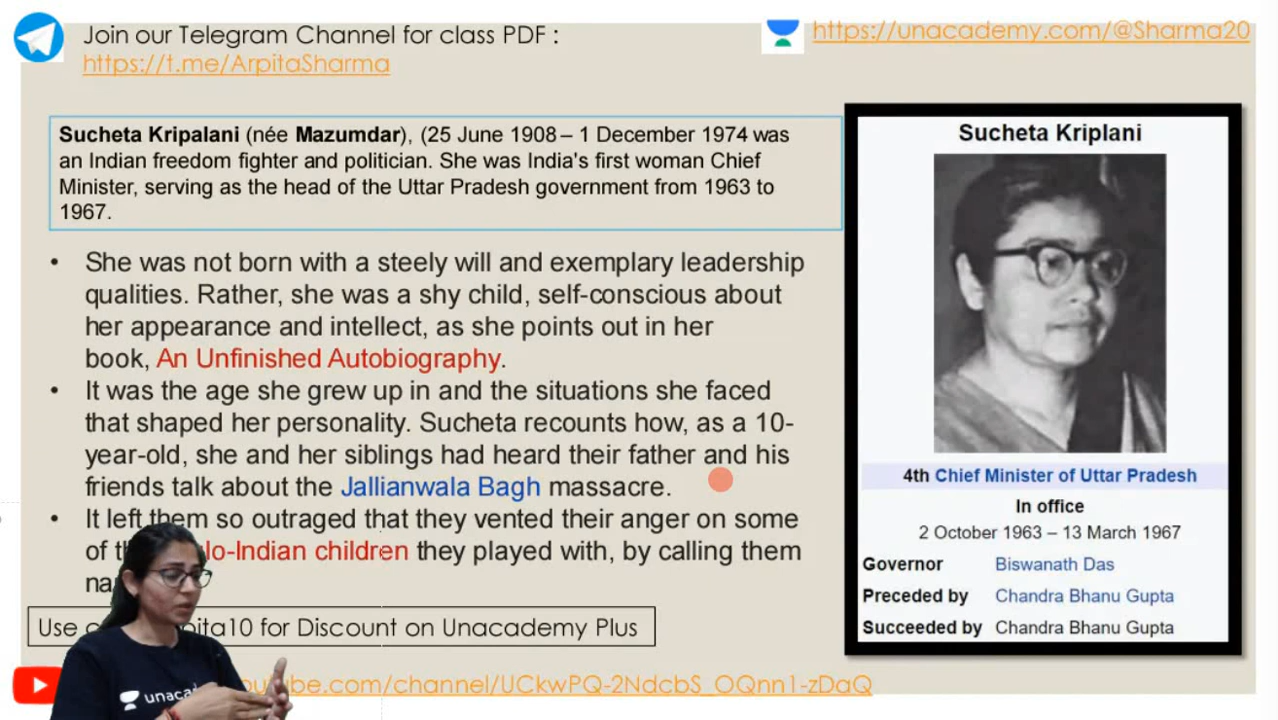 Join our Telegram Channel for class PDF :
https://t.me/ArpitaSharma
https://unacademy.com/@Sharma20
Sucheta Kripalani (née Mazumdar), (25 June 1908 – 1 December 1974 was
an Indian freedom fighter and politician. She was India's first woman Chief
Minister, serving as the head of the Uttar Pradesh government from 1963 to
1967.
• She was not born with a steely will and exemplary leadership
qualities. Rather, she was a shy child, self-conscious about
her appearance and intellect, as she points out in her
book, An Unfinished Autobiography.
• It was the age she grew up in and the situations she faced
that shaped her personality. Sucheta recounts how, as a 10-
year-old, she and her siblings had heard their father and his
friends talk about the Jallianwala Bagh massacre.
• It left them so outraged that they vented their anger on some
of lo-Indian children they played with, by calling them
na
Use pita10 for Discount on Unacademy Plus
utube.com/channel/UCkwPQ-2NdcbS_OQnn1-zDaQ
unaca
Sucheta Kriplani
4th Chief Minister of Uttar Pradesh
In office
2 October 1963 – 13 March 1967
Governor Biswanath Das
Preceded by Chandra Bhanu Gupta
Succeeded by Chandra Bhanu Gupta